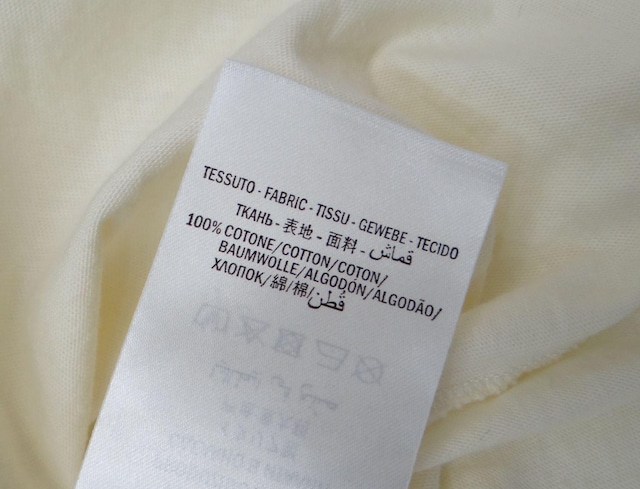 TESSUTO - FABRIC - TISSU - GEWEBE - TECIDO
ТКАНЬ - 表地 - 面料 - قماش
100% COTONE/COTTON/COTON/
BAUMWOLLE/ALGODÓN/ALGODÃO/
ХЛОПОК/綿/棉/قُطن